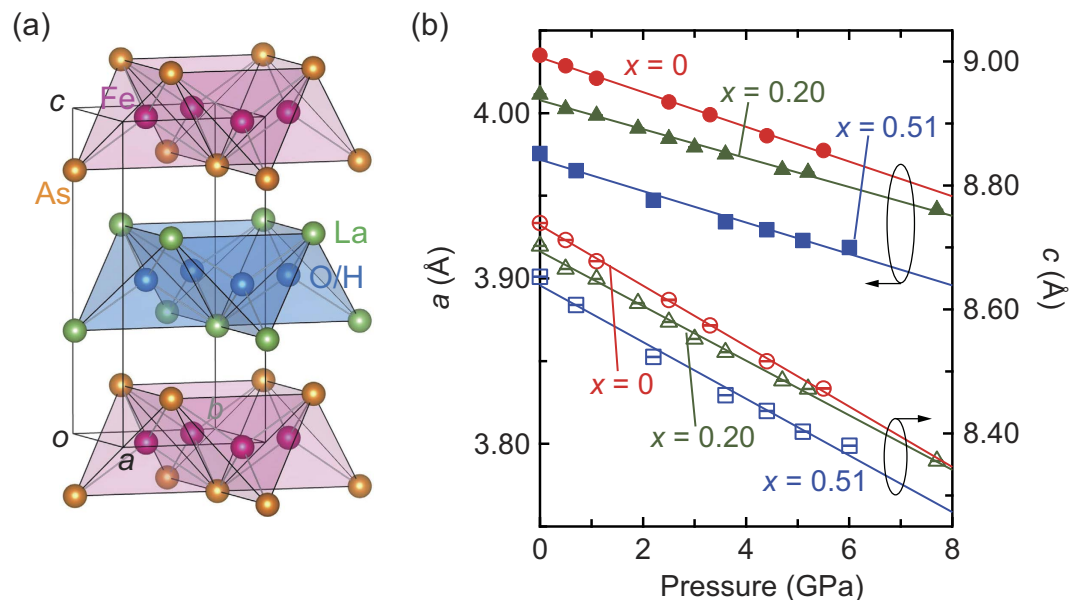 (a)
c
Fe
As
La
O/H
b
o
a
(b)
x = 0
x = 0.20
x = 0.51
x = 0
x = 0.20
x = 0.51
4.00
3.90
3.80
a (Å)
9.00
8.80
8.60
8.40
c (Å)
0 2 4 6 8
Pressure (GPa)